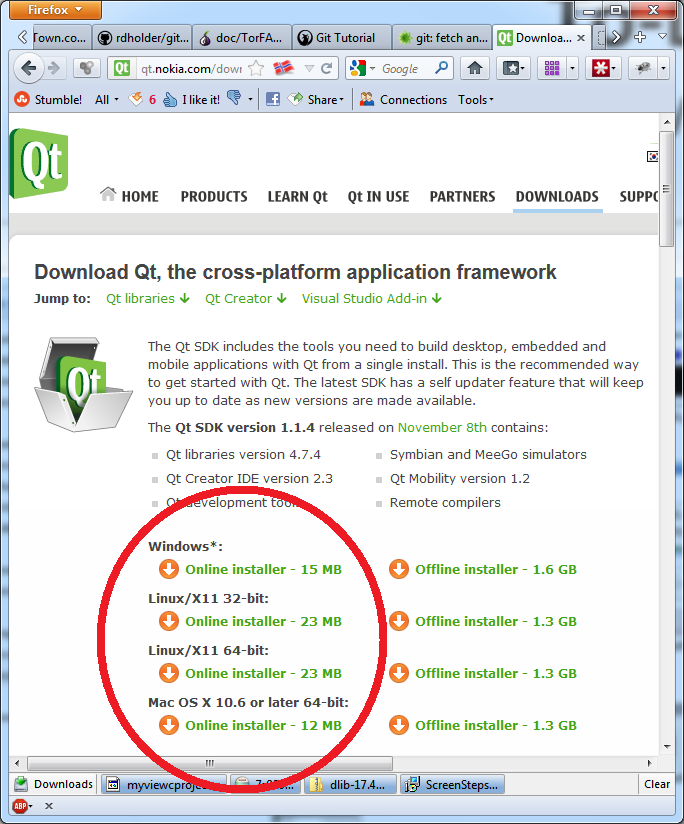 Firefox
Town.com
rdholder/git...
doc/TorFA...
Git Tutorial
git: fetch an...
Downloa...
qt.nokia.com/dow
Google
Stumble!
All
6
I like it!
Share
Connections
Tools
Qt
HOME
PRODUCTS
LEARN Qt
Qt IN USE
PARTNERS
DOWNLOADS
SUPPO
Download Qt, the cross-platform application framework
Jump to: Qt libraries Qt Creator Visual Studio Add-in
Qt
The Qt SDK includes the tools you need to build desktop, embedded and
mobile applications with Qt from a single install. This is the recommended way
to get started with Qt. The latest SDK has a self updater feature that will keep
you up to date as new versions are made available.
The Qt SDK version 1.1.4 released on November 8th contains:
Qt libraries version 4.7.4
Symbian and MeeGo simulators
Qt Creator IDE version 2.3
Qt Mobility version 1.2
Qt development tools
Remote compilers
Windows*:
Online installer - 15 MB
Offline installer - 1.6 GB
Linux/X11 32-bit:
Online installer - 23 MB
Offline installer - 1.3 GB
Linux/X11 64-bit:
Online installer - 23 MB
Offline installer - 1.3 GB
Mac OS X 10.6 or later 64-bit:
Online installer - 12 MB
Offline installer - 1.3 GB
Downloads
dlib-17.4...
ScreenSteps...
Clear
ABP